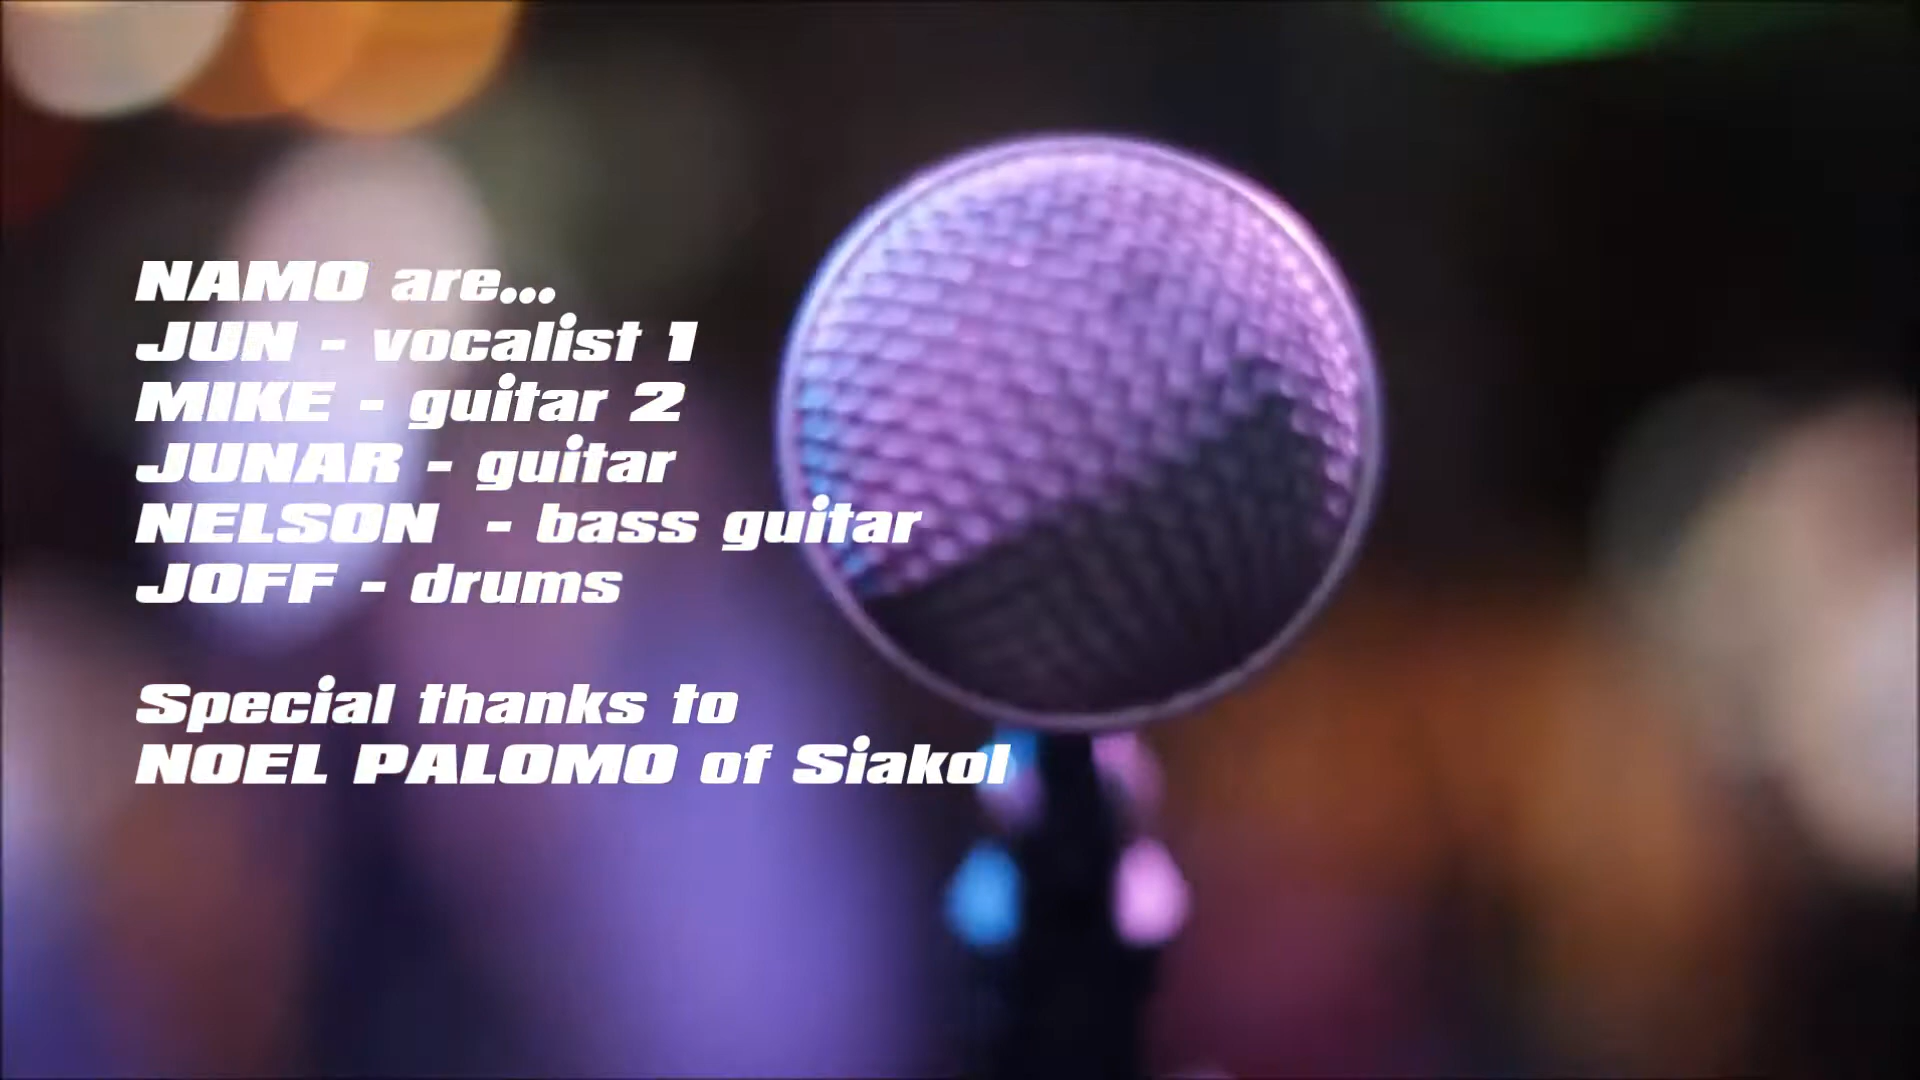 NAMO are...
JUN - vocalist 1
MIKE - guitar 2
JUNAR - guitar
NELSON - bass guitar
JOFF - drums
Special thanks to
NOEL PALOMO of Siakol